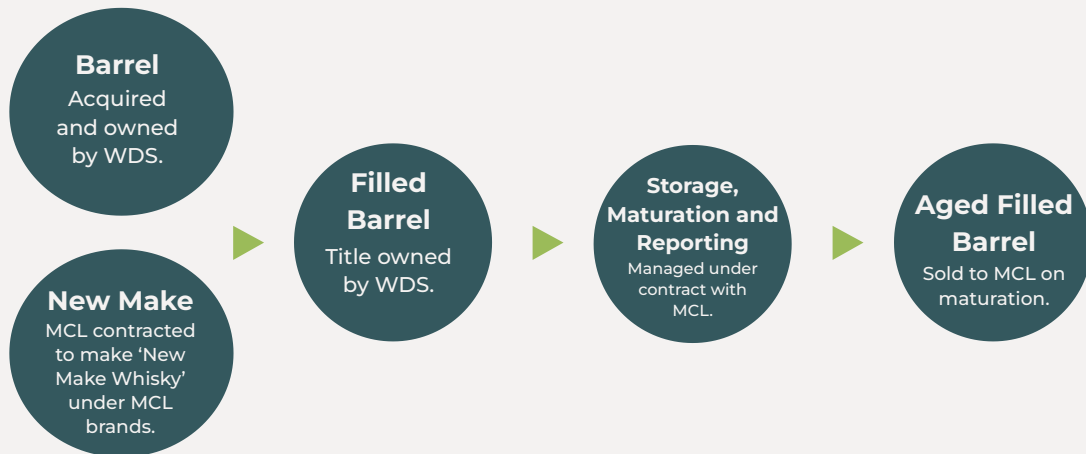 Barrel
Acquired
and owned
by WDS.
New Make
MCL contracted
to make ‘New
Make Whisky’
under MCL
brands.
Filled
Barrel
Title owned
by WDS.
Storage,
Maturation and
Reporting
Managed under
contract with
MCL.
Aged Filled
Barrel
Sold to MCL on
maturation.